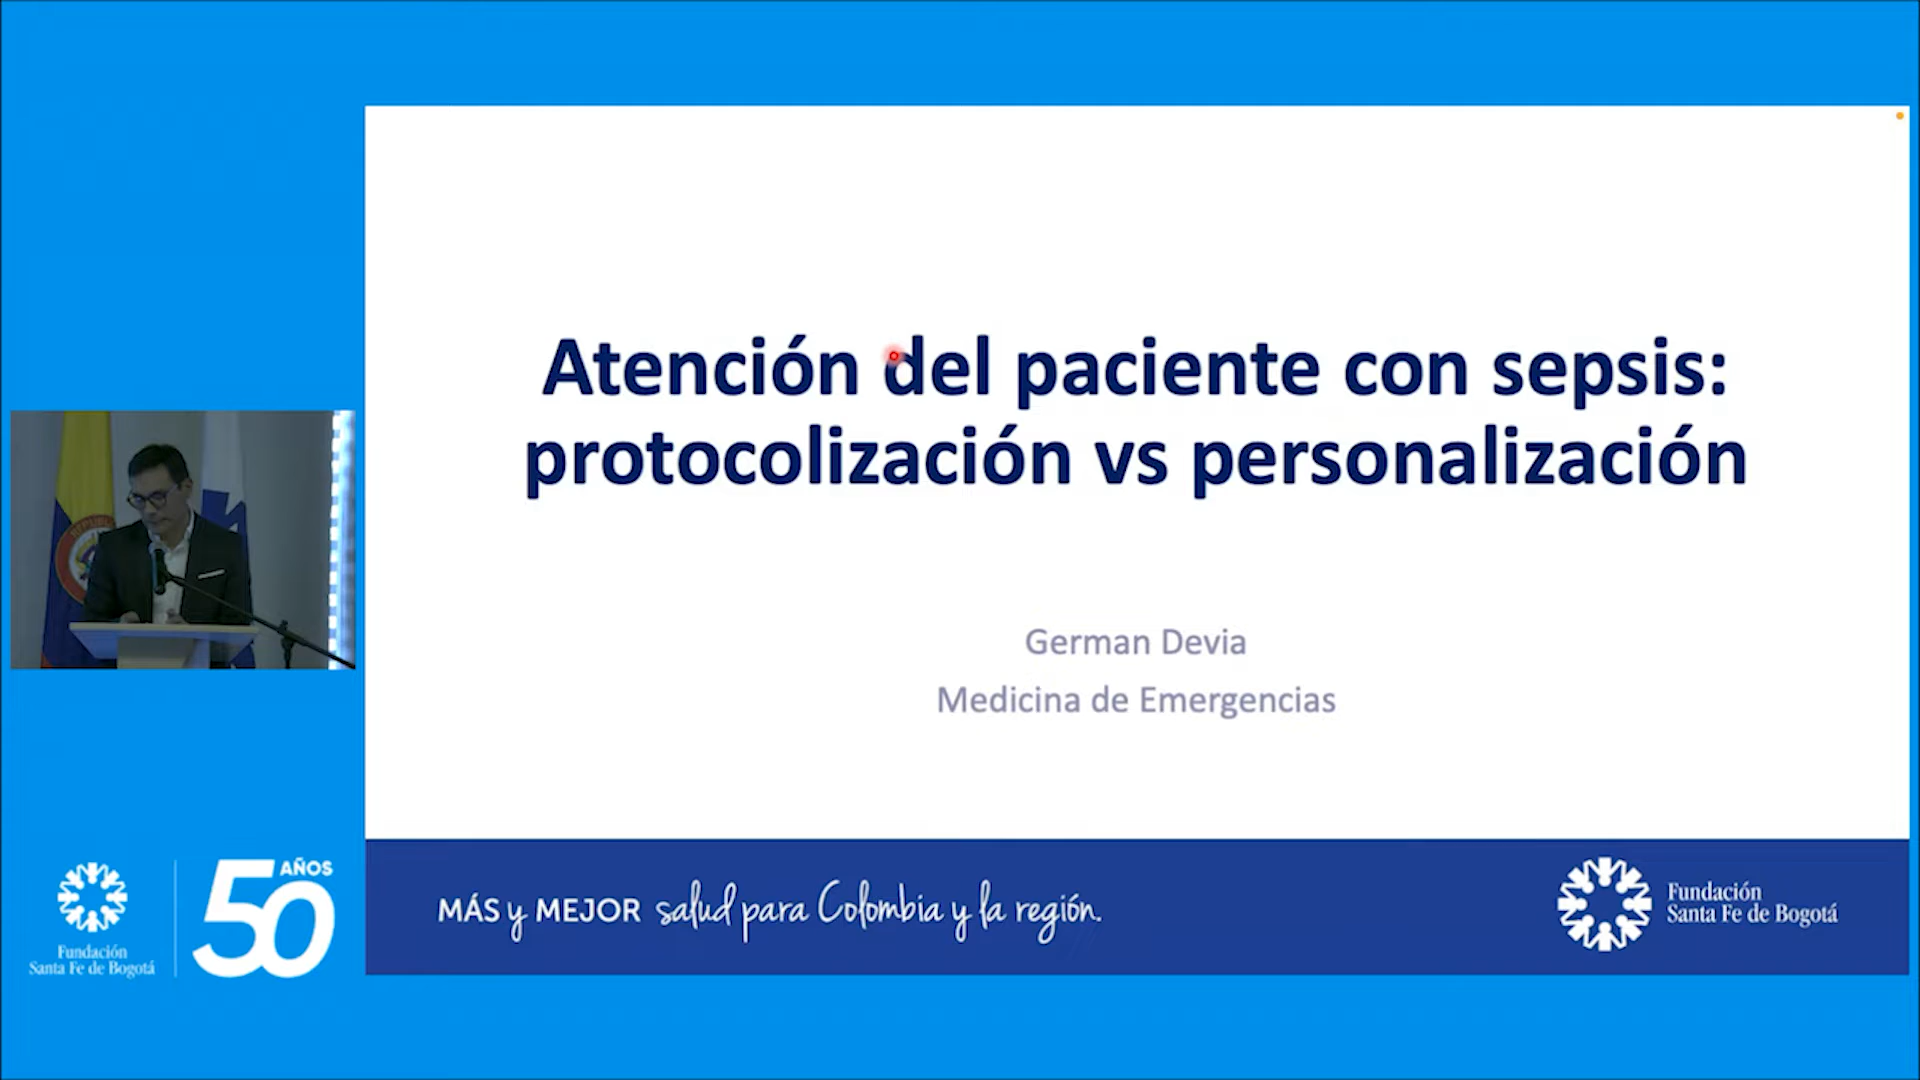 Atención del paciente con sepsis:
protocolización vs personalización
German Devia
Medicina de Emergencias
MÁS y MEJOR salud para Colombia y la región.
Fundación
Santa Fe de Bogotá
Fundación
Santa Fe de Bogotá
50
AÑOS